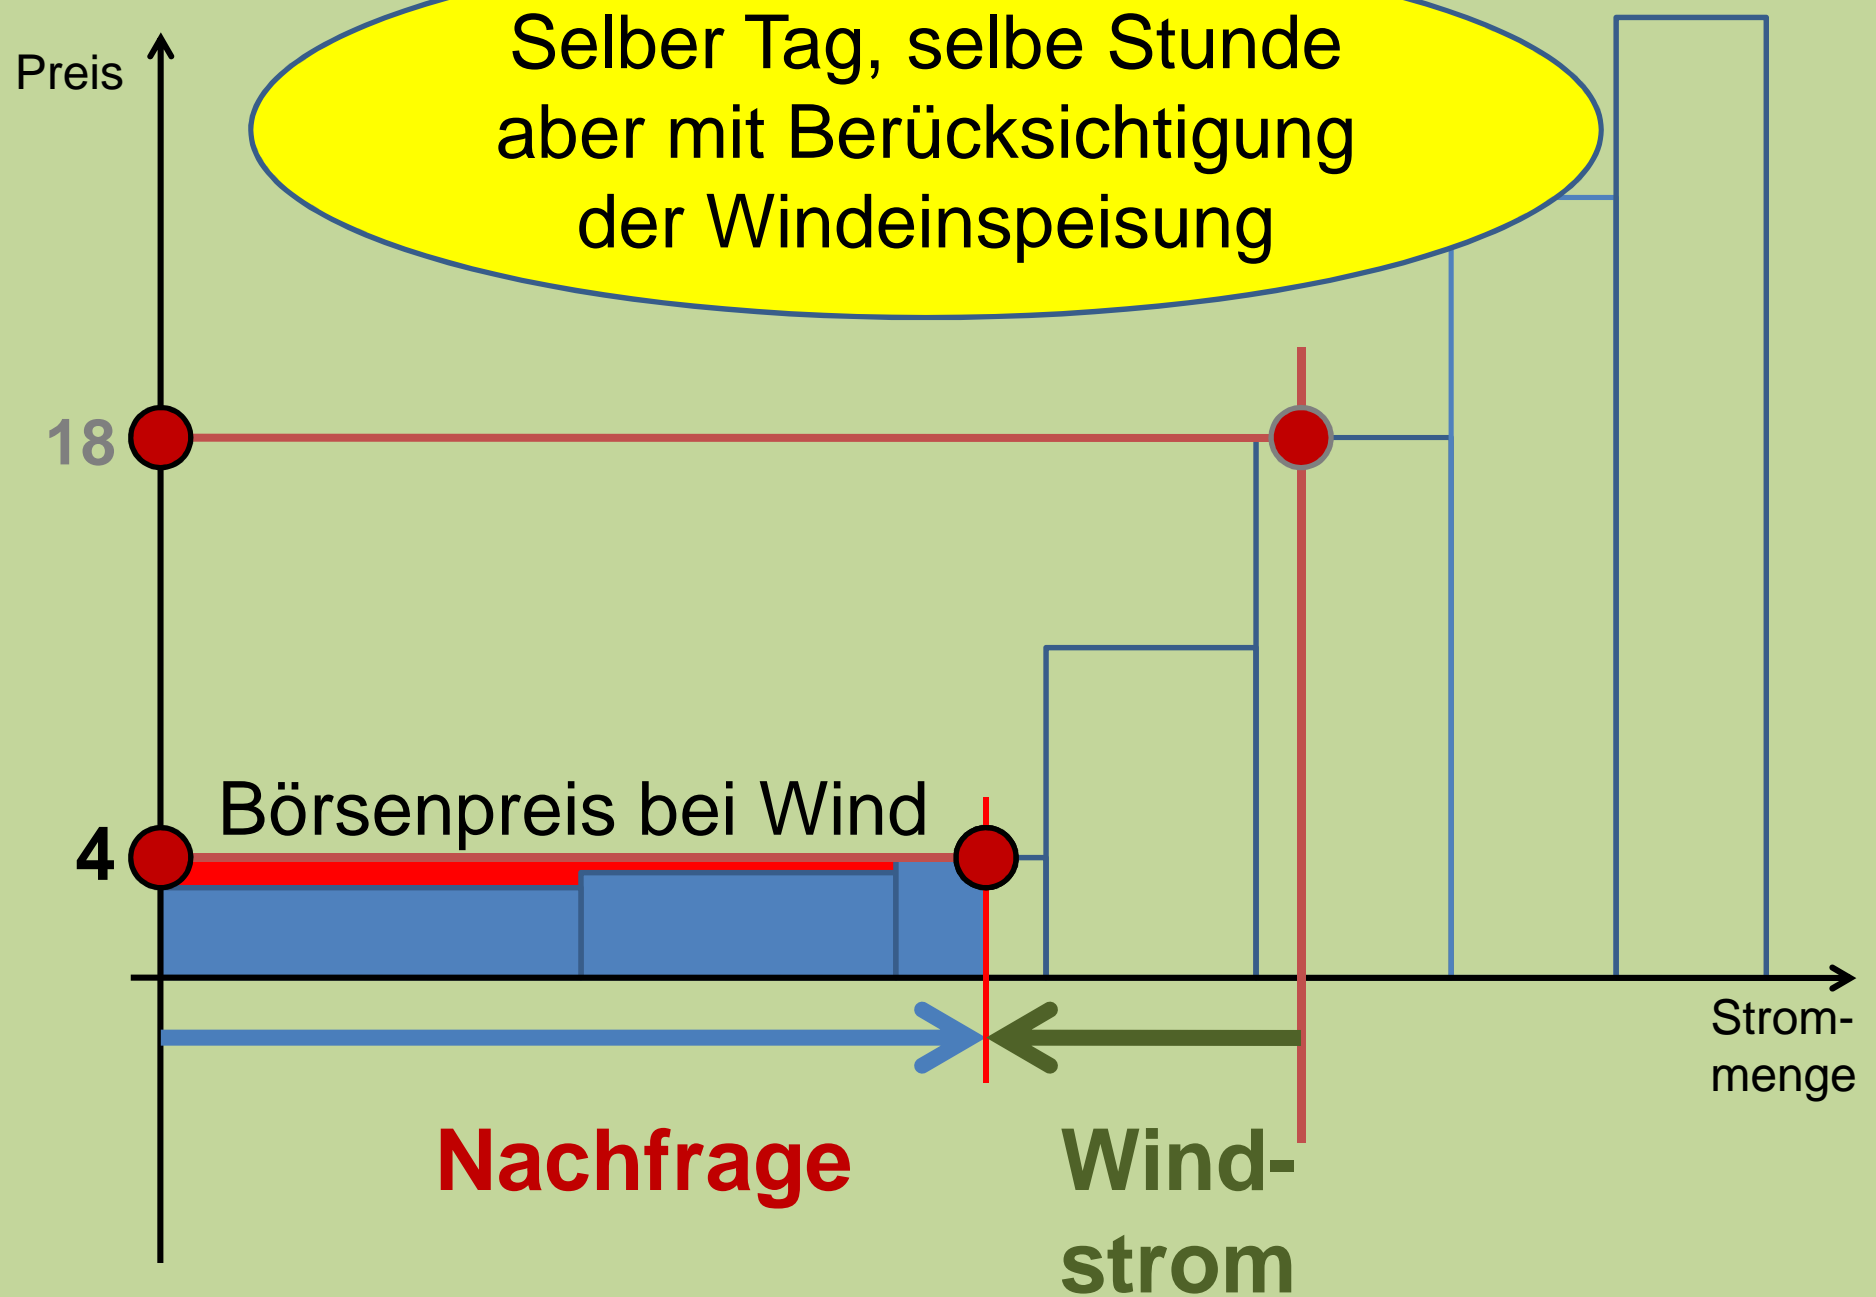 Selber Tag, selbe Stunde
aber mit Berücksichtigung
der Windeinspeisung
Preis
18
Börsenpreis bei Wind
4
Strom-
menge
Nachfrage
Wind-
strom